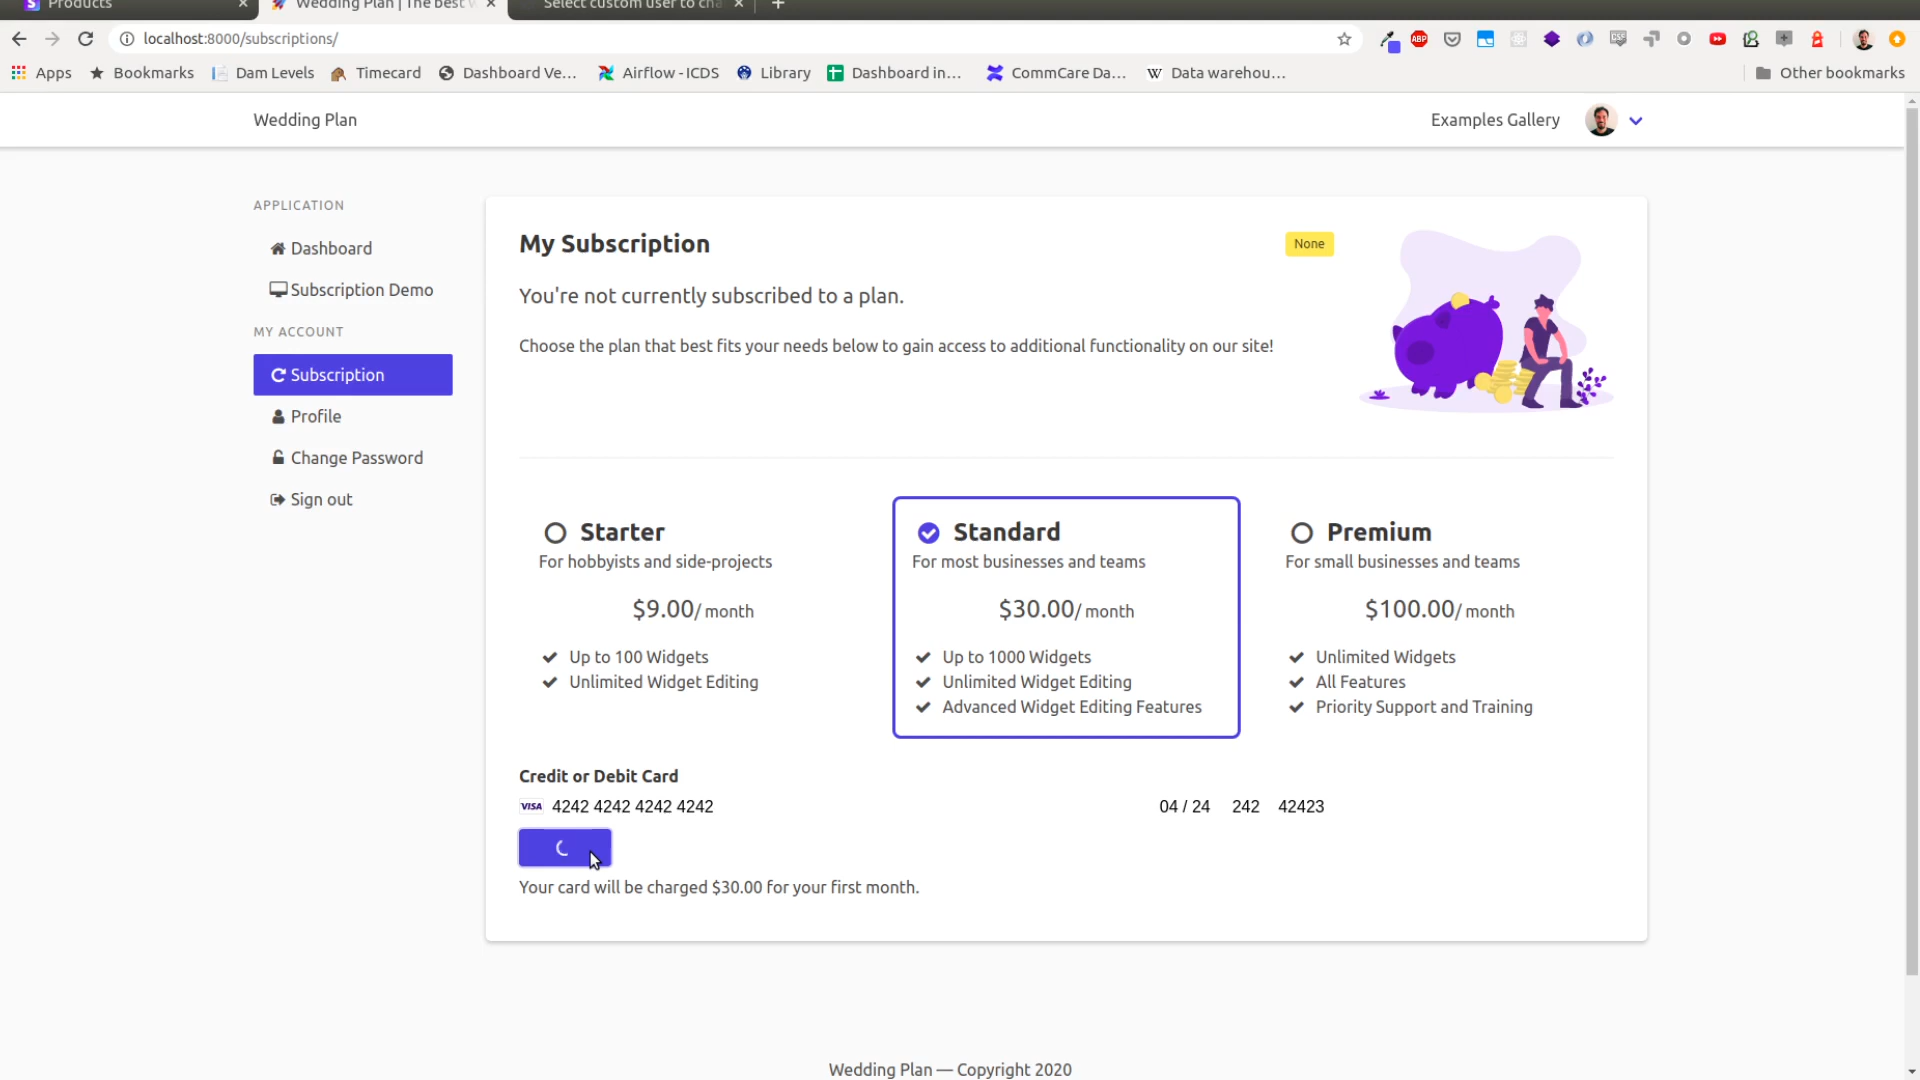 Products
Wedding Plan | The best w
Select custom user to cha
localhost:8000/subscriptions/
ABP
CSS
Apps
Bookmarks
Dam Levels
Timecard
Dashboard Ve...
Airflow - ICDS
Library
Dashboard in...
CommCare Da...
W Data warehou...
Other bookmarks
Wedding Plan
Examples Gallery
APPLICATION
Dashboard
Subscription Demo
MY ACCOUNT
Subscription
Profile
Change Password
Sign out
My Subscription
None
You're not currently subscribed to a plan.
Choose the plan that best fits your needs below to gain access to additional functionality on our site!
Starter
For hobbyists and side-projects
$9.00/ month
Up to 100 Widgets
Unlimited Widget Editing
Standard
For most businesses and teams
$30.00/ month
Up to 1000 Widgets
Unlimited Widget Editing
Advanced Widget Editing Features
Premium
For small businesses and teams
$100.00/ month
Unlimited Widgets
All Features
Priority Support and Training
Credit or Debit Card
VISA 4242 4242 4242 4242 04 / 24 242 42423
Your card will be charged $30.00 for your first month.
Wedding Plan — Copyright 2020